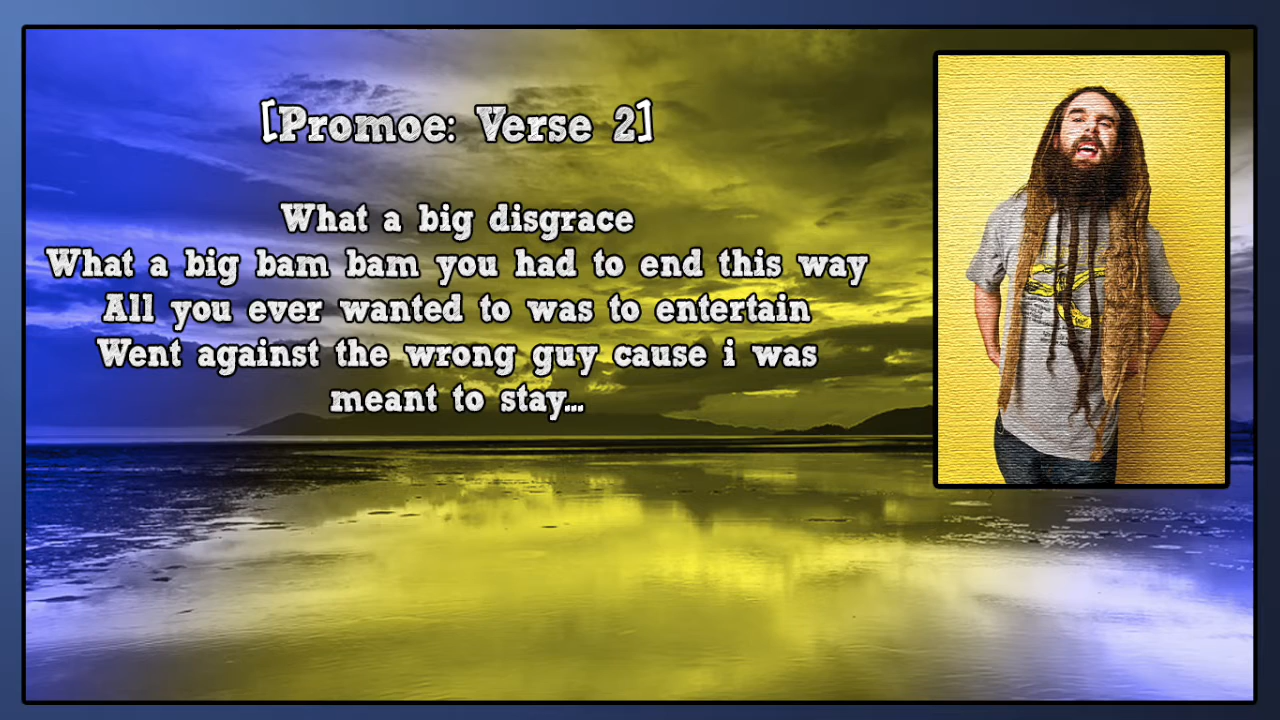 [Promoe: Verse 2]
What a big disgrace
What a big bam bam you had to end this way
All you ever wanted to was to entertain
Went against the wrong guy cause i was
meant to stay...